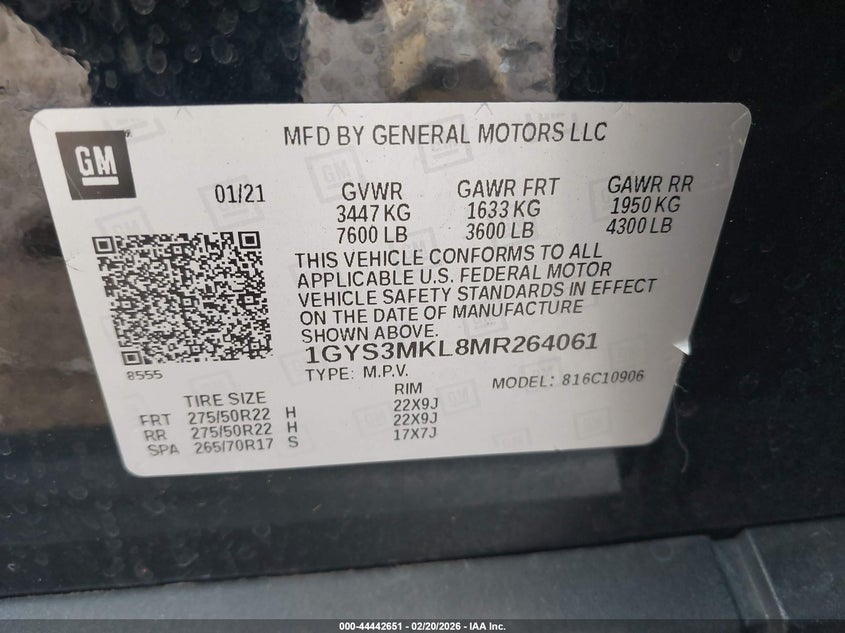 GM
MFD BY GENERAL MOTORS LLC
01/21 GVWR GAWR FRT GAWR RR
3447 KG 1633 KG 1950 KG
7600 LB 3600 LB 4300 LB
THIS VEHICLE CONFORMS TO ALL
APPLICABLE U.S. FEDERAL MOTOR
VEHICLE SAFETY STANDARDS IN EFFECT
ON THE DATE OF MANUFACTURE
SHOWN ABOVE.
1GYS3MKL8MR264061
8555
TYPE: M.P.V. MODEL: 816C10906
TIRE SIZE RIM
FRT 275/50R22 H 22X9J
RR 275/50R22 H 22X9J
SPA 265/70R17 S 17X7J
000-44442651 | 02/20/2026 - IAA Inc.